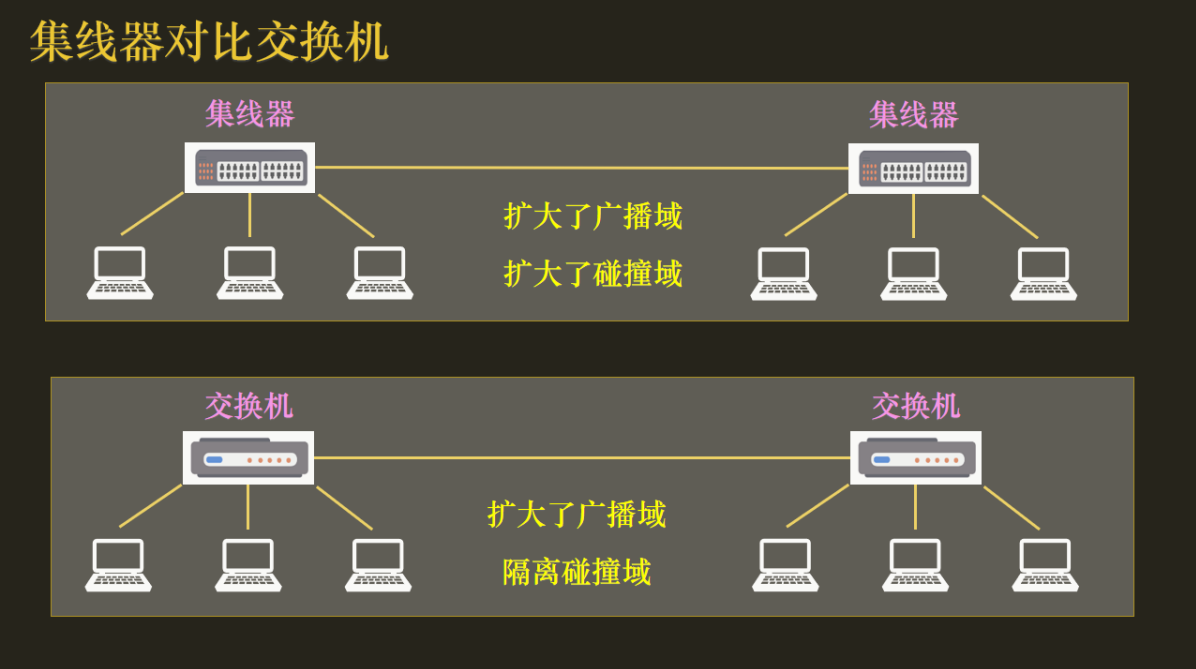 集线器对比交换机
集线器
集线器
扩大了广播域
扩大了碰撞域
交换机
交换机
扩大了广播域
隔离碰撞域